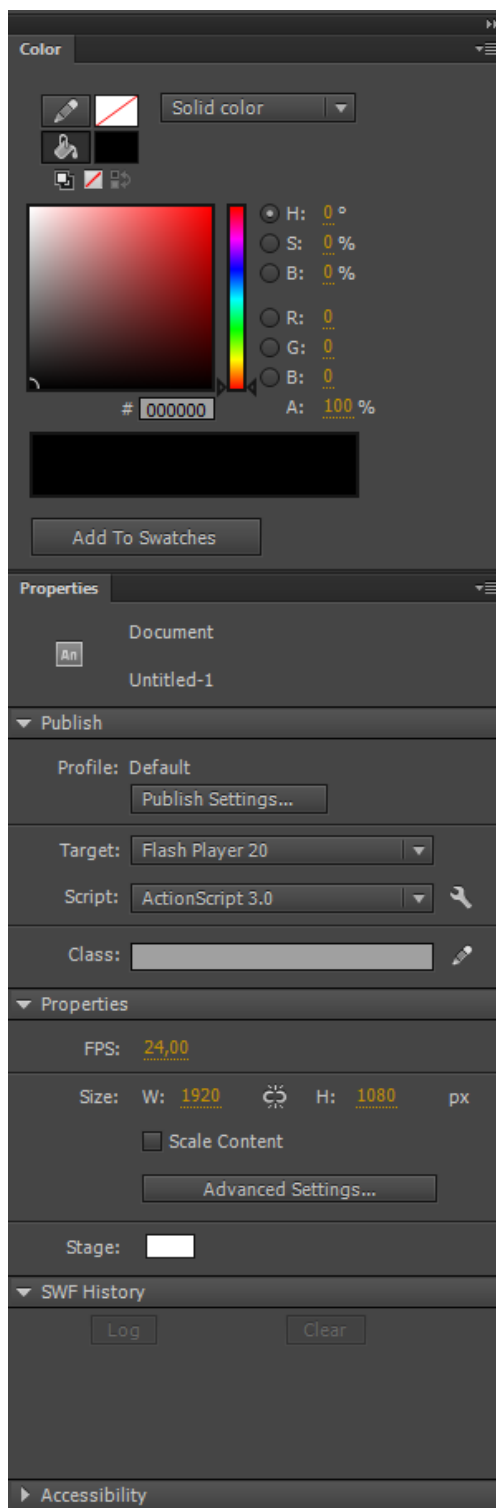 Color
Solid color
H: 0 °
S: 0 %
B: 0 %
R: 0
G: 0
B: 0
# 000000 A: 100 %
Add To Swatches
Properties
Document
An
Untitled-1
Publish
Profile: Default
Publish Settings...
Target: Flash Player 20
Script: ActionScript 3.0
Class:
Properties
FPS: 24,00
Size: W: 1920 H: 1080 px
Scale Content
Advanced Settings...
Stage:
SWF History
Log Clear
Accessibility